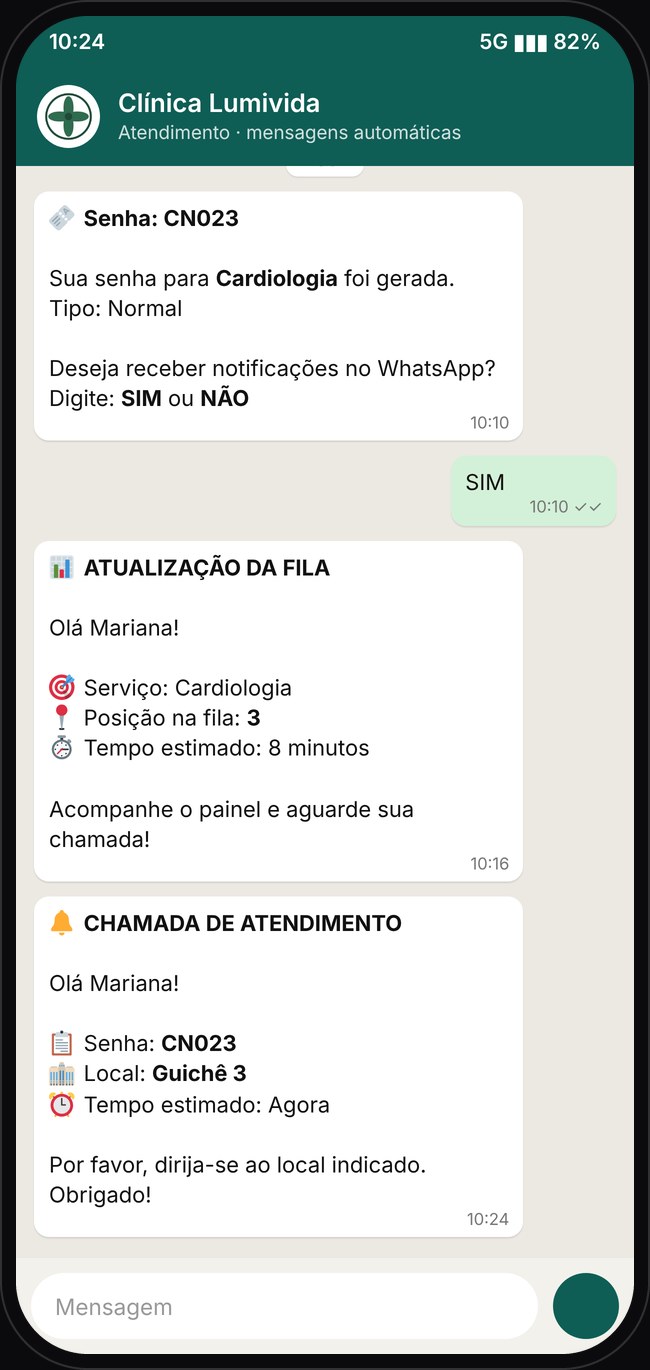 10:24
5G 82%
Clínica Lumivida
Atendimento · mensagens automáticas
Senha: CN023
Sua senha para Cardiologia foi gerada.
Tipo: Normal
Deseja receber notificações no WhatsApp?
Digite: SIM ou NÃO
10:10
SIM
10:10
ATUALIZAÇÃO DA FILA
Olá Mariana!
Serviço: Cardiologia
Posição na fila: 3
Tempo estimado: 8 minutos
Acompanhe o painel e aguarde sua
chamada!
10:16
CHAMADA DE ATENDIMENTO
Olá Mariana!
Senha: CN023
Local: Guichê 3
Tempo estimado: Agora
Por favor, dirija-se ao local indicado.
Obrigado!
10:24
Mensagem